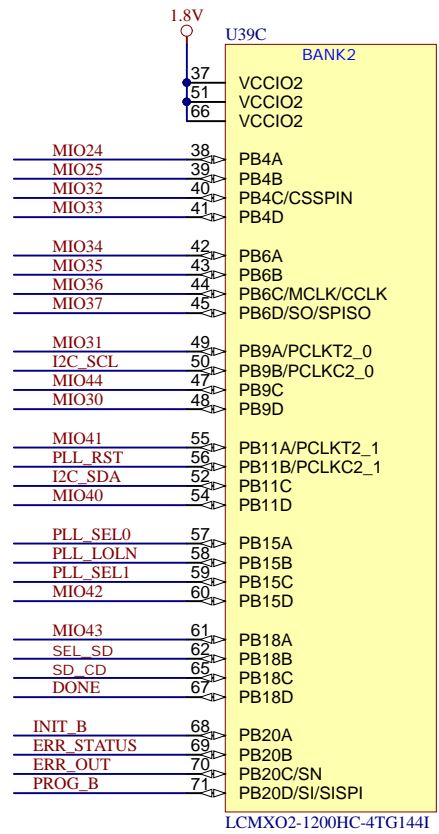 1.8V
U39C
BANK2
37 VCCIO2
51 VCCIO2
66 VCCIO2
MIO24 38 PB4A
MIO25 39 PB4B
MIO32 40 PB4C/CSSPIN
MIO33 41 PB4D
MIO34 42 PB6A
MIO35 43 PB6B
MIO36 44 PB6C/MCLK/CCLK
MIO37 45 PB6D/SO/SPISO
MIO31 49 PB9A/PCLKT2_0
I2C_SCL 50 PB9B/PCLKC2_0
MIO44 47 PB9C
MIO30 48 PB9D
MIO41 55 PB11A/PCLKT2_1
PLL_RST 56 PB11B/PCLKC2_1
I2C_SDA 52 PB11C
MIO40 54 PB11D
PLL_SEL0 57 PB15A
PLL_LOLN 58 PB15B
PLL_SEL1 59 PB15C
MIO42 60 PB15D
MIO43 61 PB18A
SEL_SD 62 PB18B
SD_CD 65 PB18C
DONE 67 PB18D
INIT_B 68 PB20A
ERR_STATUS 69 PB20B
ERR_OUT 70 PB20C/SN
PROG_B 71 PB20D/SI/SISPI
LCMXO2-1200HC-4TG144I